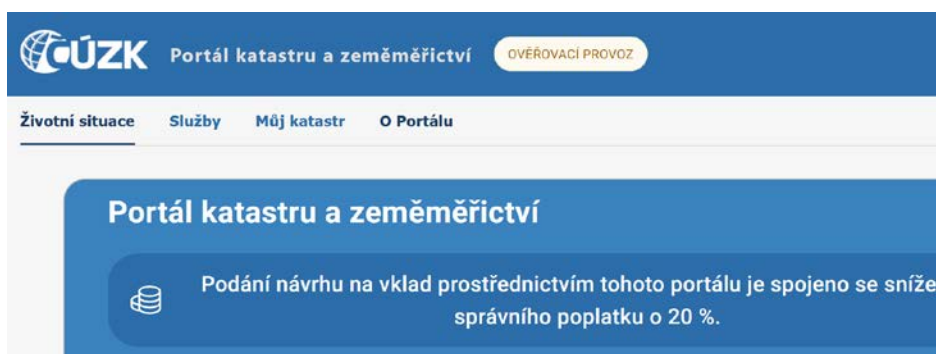 ČÚZK Portál katastru a zeměměřictví OVĚŘOVACÍ PROVOZ
Životní situace Služby Můj katastr O Portálu
Portál katastru a zeměměřictví
Podání návrhu na vklad prostřednictvím tohoto portálu je spojeno se sníže
správního poplatku o 20 %.